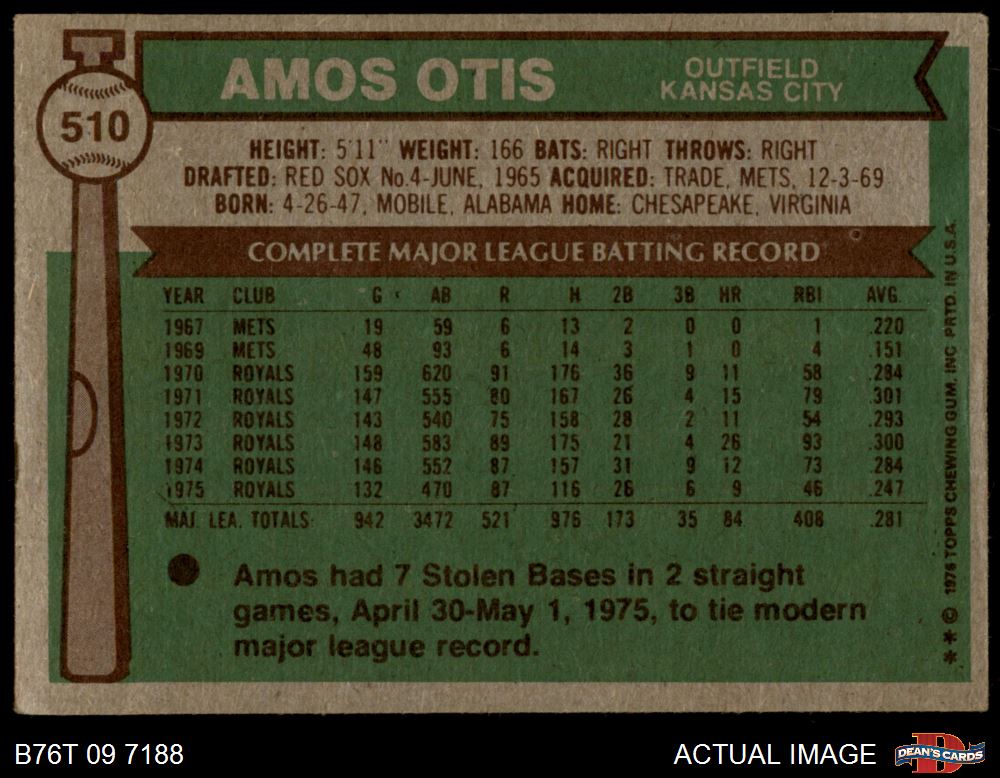 510
AMOS OTIS
OUTFIELD
KANSAS CITY
HEIGHT: 5'11" WEIGHT: 166 BATS: RIGHT THROWS: RIGHT
DRAFTED: RED SOX No.4-JUNE, 1965 ACQUIRED: TRADE, METS, 12-3-69
BORN: 4-26-47, MOBILE, ALABAMA HOME: CHESAPEAKE, VIRGINIA
COMPLETE MAJOR LEAGUE BATTING RECORD
YEAR CLUB G AB R H 2B 3B HR RBI AVG.
1967 METS 19 59 6 13 2 0 0 1 .220
1969 METS 48 93 6 14 3 1 0 4 .151
1970 ROYALS 159 620 91 176 36 9 11 58 .284
1971 ROYALS 147 555 80 167 26 4 15 79 .301
1972 ROYALS 143 540 75 158 28 2 11 54 .293
1973 ROYALS 148 583 89 175 21 4 26 93 .300
1974 ROYALS 146 552 87 157 31 9 12 73 .284
1975 ROYALS 132 470 87 116 26 6 9 46 .247
MAJ. LEA. TOTALS 942 3472 521 976 173 35 84 408 .281
Amos had 7 Stolen Bases in 2 straight
games, April 30-May 1, 1975, to tie modern
major league record.
** © 1976 TOPPS CHEWING GUM, INC. PRTD. IN U.S.A.
B76T 09 7188
ACTUAL IMAGE
DEAN'S CARDS